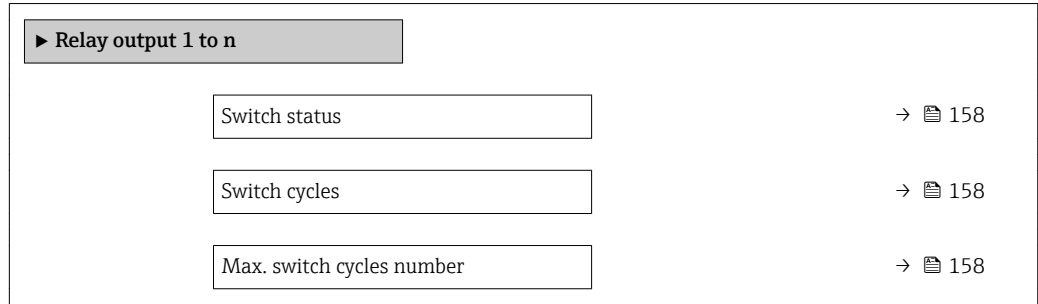 ▶ Relay output 1 to n
Switch status → 158
Switch cycles → 158
Max. switch cycles number → 158